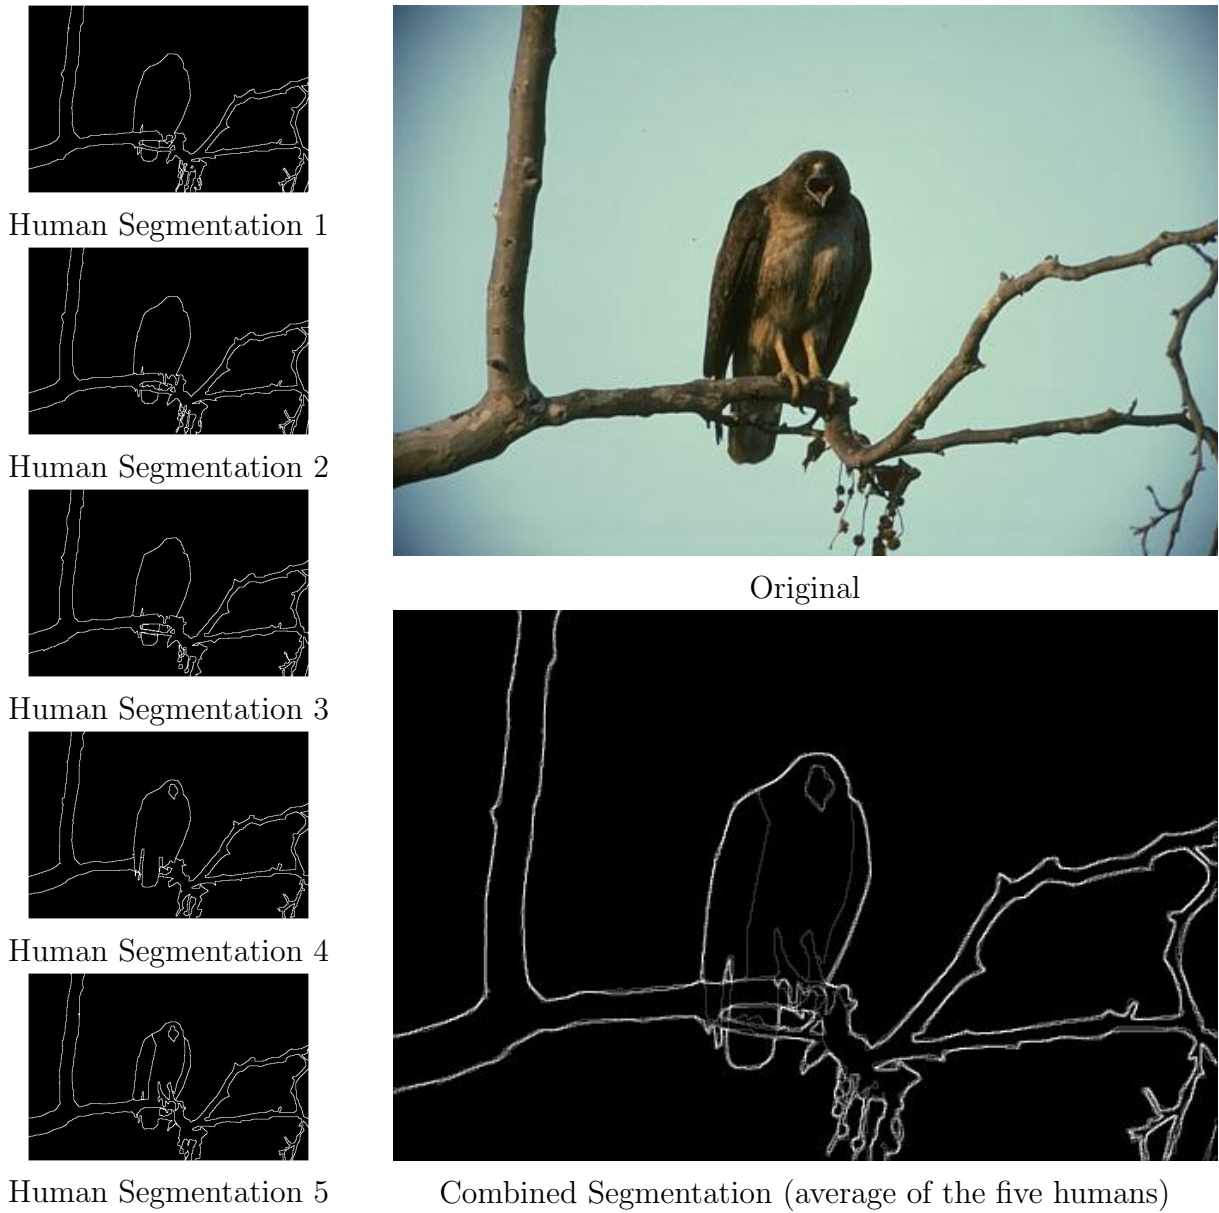 Human Segmentation 1
Human Segmentation 2
Human Segmentation 3
Human Segmentation 4
Human Segmentation 5
Original
Combined Segmentation (average of the five humans)